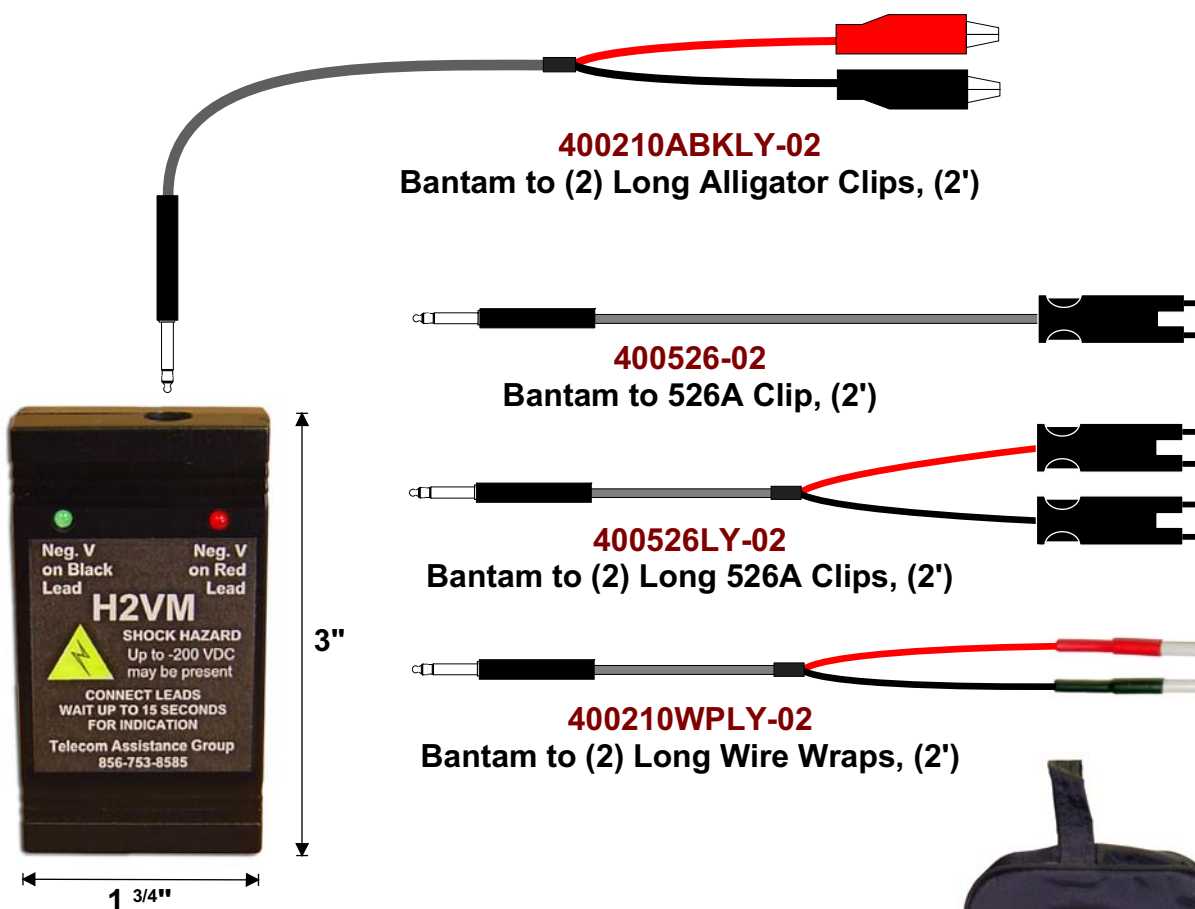 400210ABKLY-02
Bantam to (2) Long Alligator Clips, (2')
400526-02
Bantam to 526A Clip, (2')
400526LY-02
Bantam to (2) Long 526A Clips, (2')
400210WPLY-02
Bantam to (2) Long Wire Wraps, (2')
Neg. V
on Black
Lead
Neg. V
on Red
Lead
H2VM
SHOCK HAZARD
Up to -200 VDC
may be present
CONNECT LEADS
WAIT UP TO 15 SECONDS
FOR INDICATION
Telecom Assistance Group
856-753-8585
3"
1 3/4"